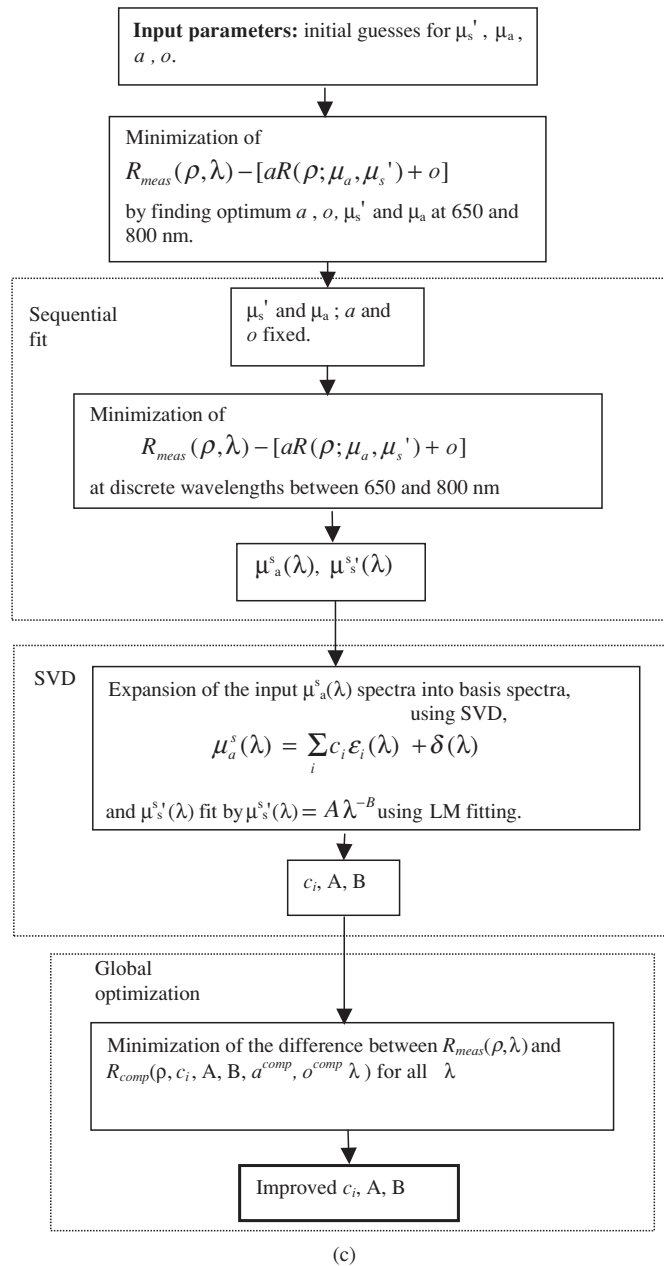 Input parameters: initial guesses for μs', μa,
a , o.
Minimization of
Rmeas(ρ,λ)−[aR(ρ;μa,μs')+o]
by finding optimum a , o, μs' and μa at 650 and
800 nm.
Sequential
fit
μs' and μa ; a and
o fixed.
Minimization of
Rmeas(ρ,λ)−[aR(ρ;μa,μs')+o]
at discrete wavelengths between 650 and 800 nm
μsa(λ), μss'(λ)
SVD
Expansion of the input μsa(λ) spectra into basis spectra,
using SVD,
μas(λ) = ∑ciεi(λ) +δ(λ)
i
and μss'(λ) fit by μss'(λ) = Aλ−B using LM fitting.
ci, A, B
Global
optimization
Minimization of the difference between Rmeas(ρ,λ) and
Rcomp(ρ, ci, A, B, acomp, ocomp λ ) for all λ
Improved ci, A, B
(c)